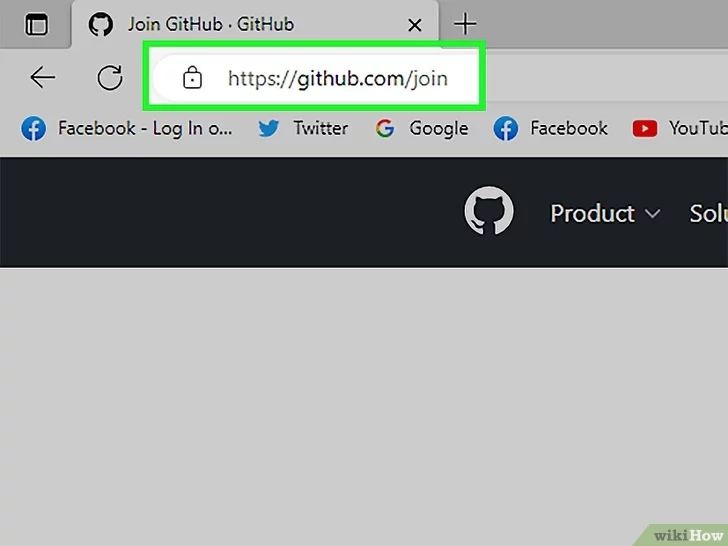 Join GitHub · GitHub
https://github.com/join
Facebook - Log In o... Twitter Google Facebook YouTub
Product Solu
wikiHow